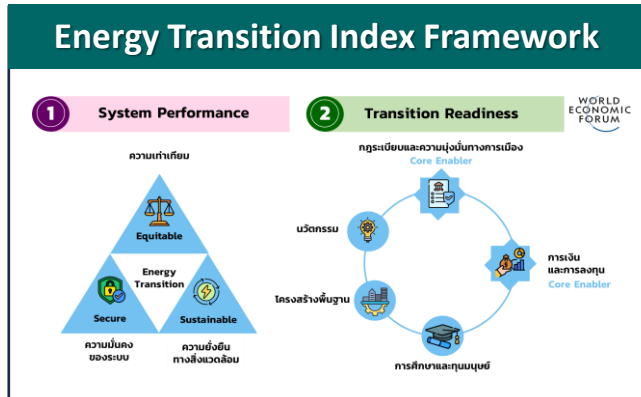 Energy Transition Index Framework
1 System Performance
2 Transition Readiness
WORLD
ECONOMIC
FORUM
ความเท่าเทียม
Equitable
Energy
Transition
Secure
Sustainable
ความมั่นคง
ของระบบ
ความยั่งยืน
ทางสิ่งแวดล้อม
กฎระเบียบและความมุ่งมั่นทางการเมือง
Core Enabler
นวัตกรรม
การเงิน
และการลงทุน
Core Enabler
โครงสร้างพื้นฐาน
การศึกษาและทุนมนุษย์